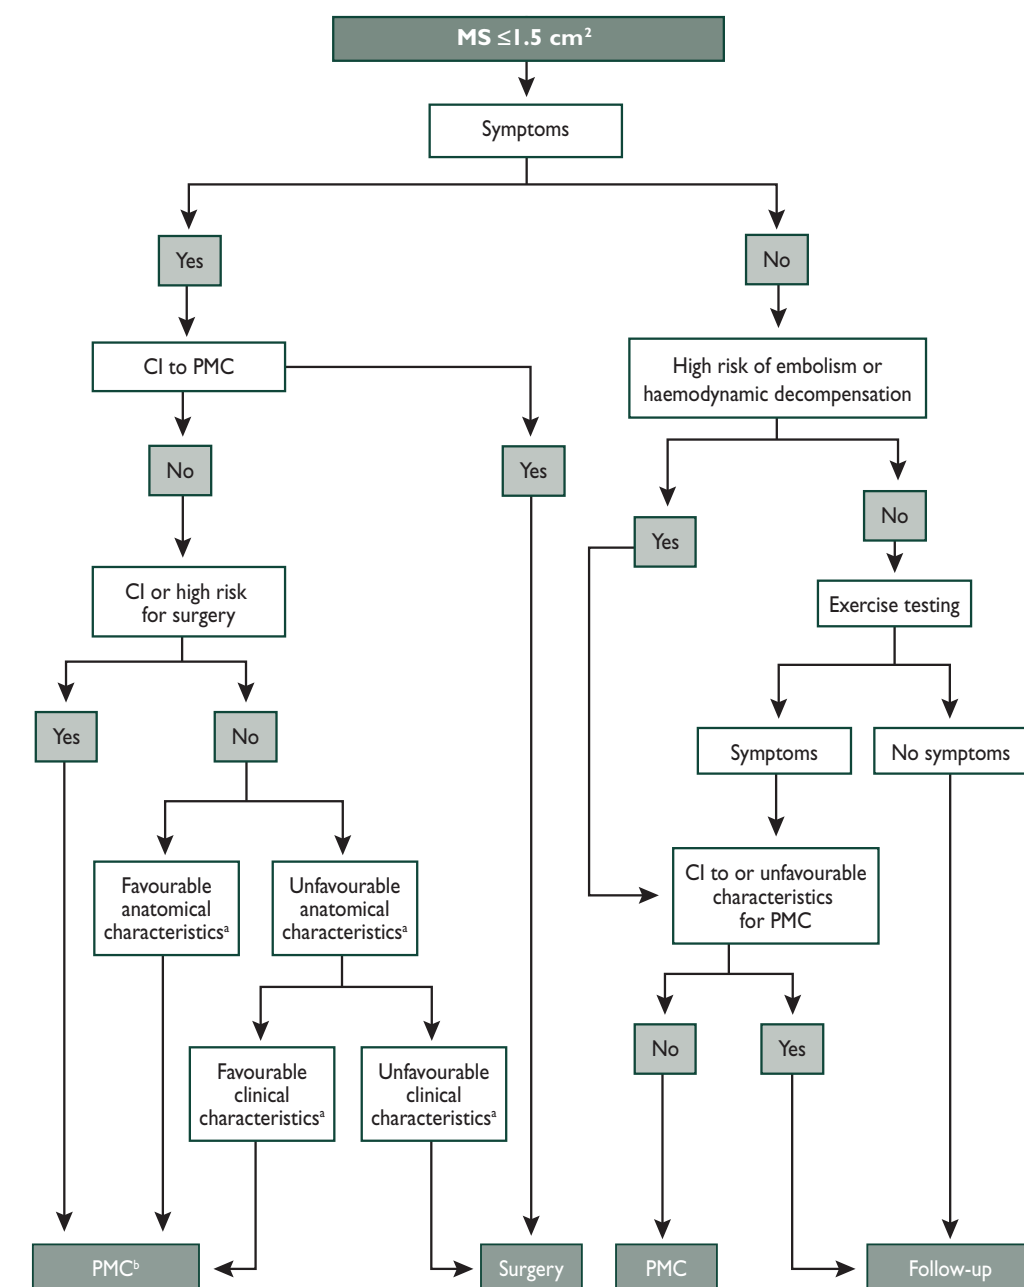 MS ≤1.5 cm²
Symptoms
Yes
No
CI to PMC
High risk of embolism or
haemodynamic decompensation
No
Yes
Yes
No
CI or high risk
for surgery
Exercise testing
Yes
No
Symptoms
No symptoms
Favourable
anatomical
characteristicsᵃ
Unfavourable
anatomical
characteristicsᵃ
CI to or unfavourable
characteristics
for PMC
No
Yes
Favourable
clinical
characteristicsᵃ
Unfavourable
clinical
characteristicsᵃ
PMCᵇ
Surgery
PMC
Follow-up